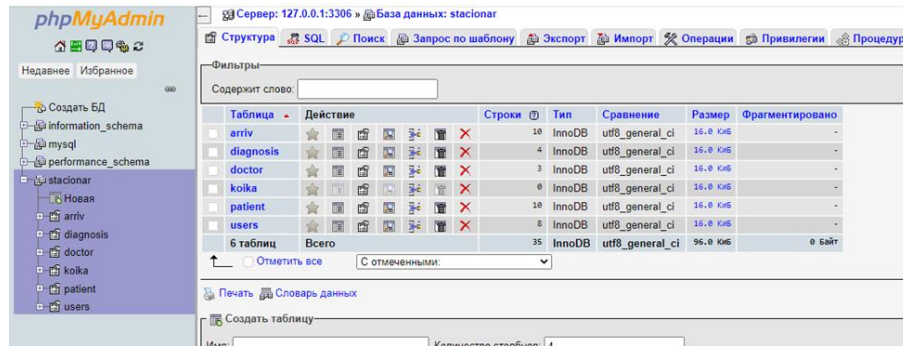 phpMyAdmin
Недавнее Избранное
Создать БД
information_schema
mysql
performance_schema
stacionar
Новая
arriv
diagnosis
doctor
koika
patient
users
Сервер: 127.0.0.1:3306 » База данных: stacionar
Структура SQL Поиск Запрос по шаблону Экспорт Импорт Операции Привилегии Процедур
Фильтры
Содержит слово:
Таблица Действие Строки Тип Сравнение Размер Фрагментировано
arriv 10 InnoDB utf8_general_ci 16.0 КиБ -
diagnosis 4 InnoDB utf8_general_ci 16.0 КиБ -
doctor 3 InnoDB utf8_general_ci 16.0 КиБ -
koika 0 InnoDB utf8_general_ci 16.0 КиБ -
patient 10 InnoDB utf8_general_ci 16.0 КиБ -
users 8 InnoDB utf8_general_ci 16.0 КиБ -
6 таблиц Всего 35 InnoDB utf8_general_ci 96.0 КиБ 0 Байт
Отметить все С отмеченными:
Печать Словарь данных
Создать таблицу
Имя: Количество столбцов: 4